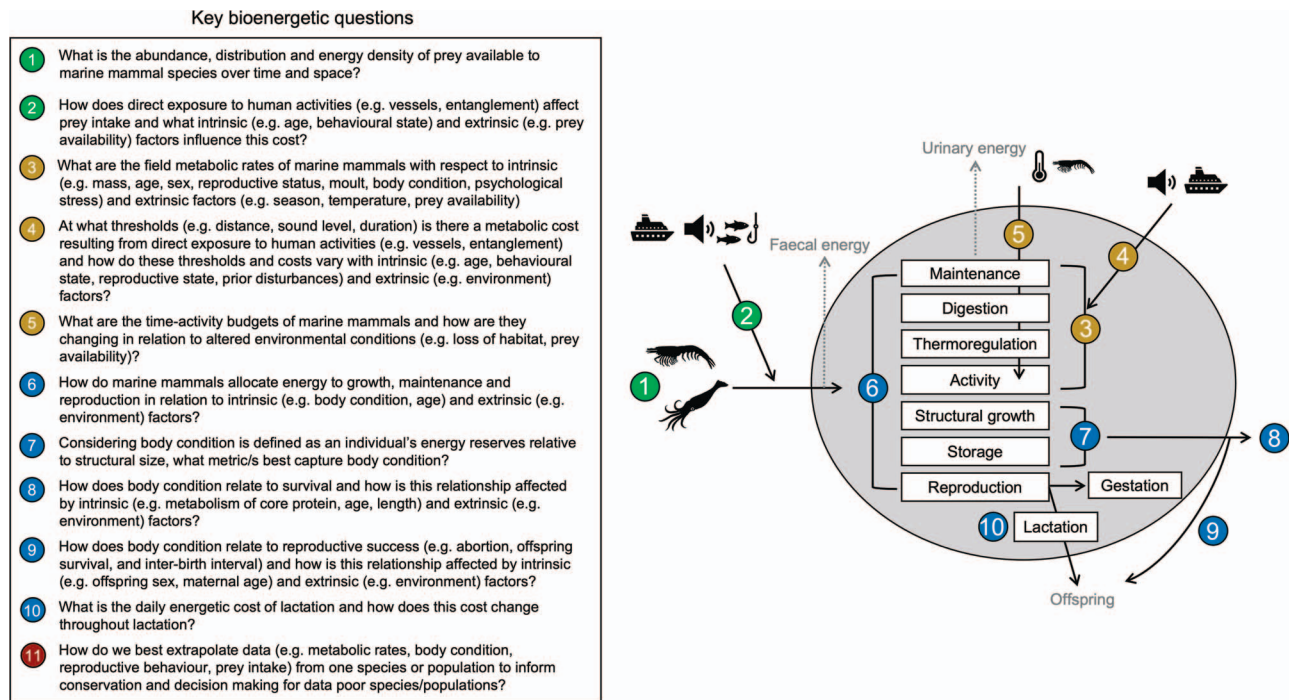 Key bioenergetic questions
1
What is the abundance, distribution and energy density of prey available to
marine mammal species over time and space?
2
How does direct exposure to human activities (e.g. vessels, entanglement) affect
prey intake and what intrinsic (e.g. age, behavioural state) and extrinsic (e.g. prey
availability) factors influence this cost?
3
What are the field metabolic rates of marine mammals with respect to intrinsic
(e.g. mass, age, sex, reproductive status, moult, body condition, psychological
stress) and extrinsic factors (e.g. season, temperature, prey availability)
4
At what thresholds (e.g. distance, sound level, duration) is there a metabolic cost
resulting from direct exposure to human activities (e.g. vessels, entanglement)
and how do these thresholds and costs vary with intrinsic (e.g. age, behavioural
state, reproductive state, prior disturbances) and extrinsic (e.g. environment)
factors?
5
What are the time-activity budgets of marine mammals and how are they
changing in relation to altered environmental conditions (e.g. loss of habitat, prey
availability)?
6
How do marine mammals allocate energy to growth, maintenance and
reproduction in relation to intrinsic (e.g. body condition, age) and extrinsic (e.g.
environment) factors?
7
Considering body condition is defined as an individual's energy reserves relative
to structural size, what metric/s best capture body condition?
8
How does body condition relate to survival and how is this relationship affected
by intrinsic (e.g. metabolism of core protein, age, length) and extrinsic (e.g.
environment) factors?
9
How does body condition relate to reproductive success (e.g. abortion, offspring
survival, and inter-birth interval) and how is this relationship affected by intrinsic
(e.g. offspring sex, maternal age) and extrinsic (e.g. environment) factors?
10
What is the daily energetic cost of lactation and how does this cost change
throughout lactation?
11
How do we best extrapolate data (e.g. metabolic rates, body condition,
reproductive behaviour, prey intake) from one species or population to inform
conservation and decision making for data poor species/populations?
Urinary energy
Faecal energy
5
4
Maintenance
Digestion
2
3
Thermoregulation
1
6
Activity
Structural growth
7
8
Storage
Reproduction
Gestation
10
Lactation
9
Offspring